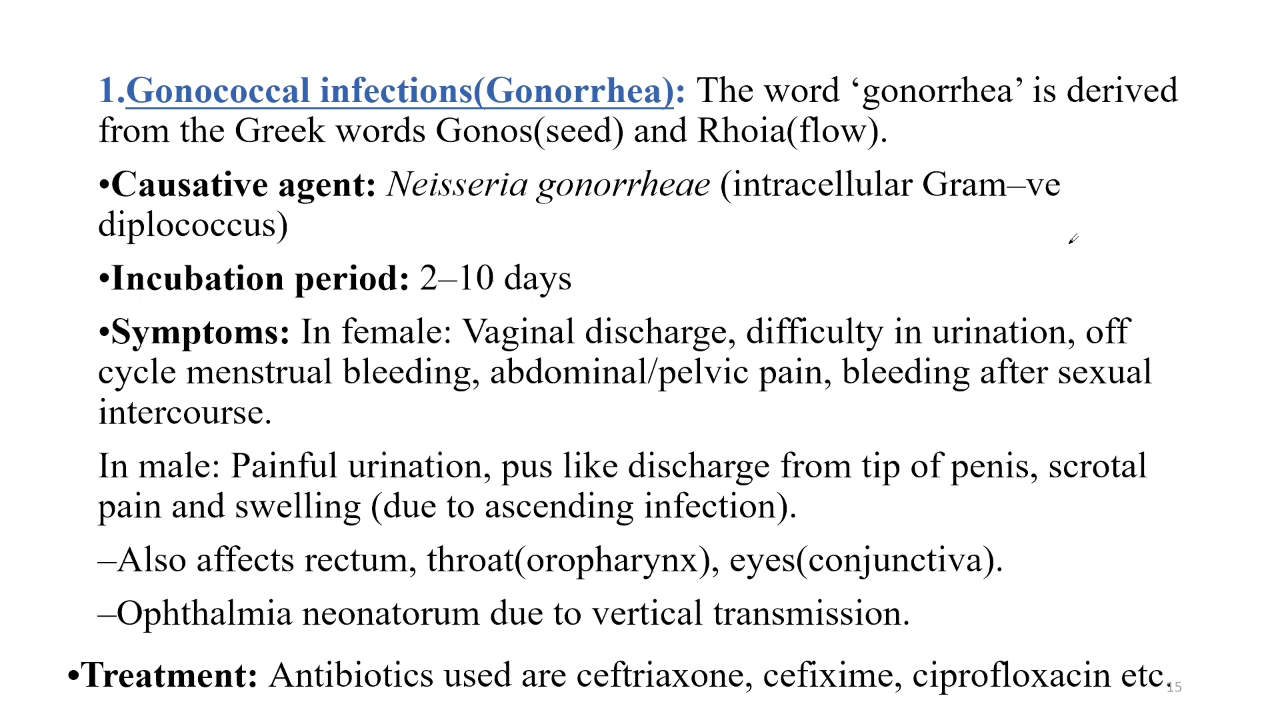 1.Gonococcal infections(Gonorrhea): The word ‘gonorrhea’ is derived
from the Greek words Gonos(seed) and Rhoia(flow).
•Causative agent: Neisseria gonorrheae (intracellular Gram–ve
diplococcus)
•Incubation period: 2–10 days
•Symptoms: In female: Vaginal discharge, difficulty in urination, off
cycle menstrual bleeding, abdominal/pelvic pain, bleeding after sexual
intercourse.
In male: Painful urination, pus like discharge from tip of penis, scrotal
pain and swelling (due to ascending infection).
–Also affects rectum, throat(oropharynx), eyes(conjunctiva).
–Ophthalmia neonatorum due to vertical transmission.
•Treatment: Antibiotics used are ceftriaxone, cefixime, ciprofloxacin etc.
15